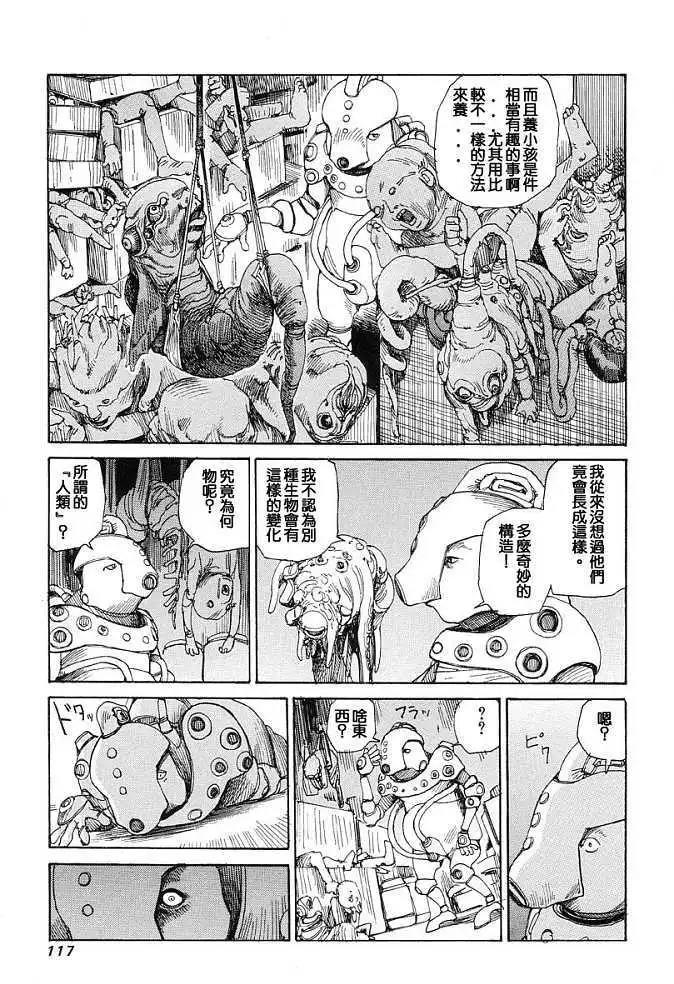 而且養小孩是件
相當有趣的事啊
．．尤其用比
較不一樣的方法
來養．．．
我從來沒想過他們
竟會長成這樣。
多麼奇妙的
構造！
我不認為別
種生物會有
這樣的變化
究竟為何
物呢？
所謂的
『人類』？
嗯？
ピク
？？
フラッ
啥東
西？
ドタッ
117